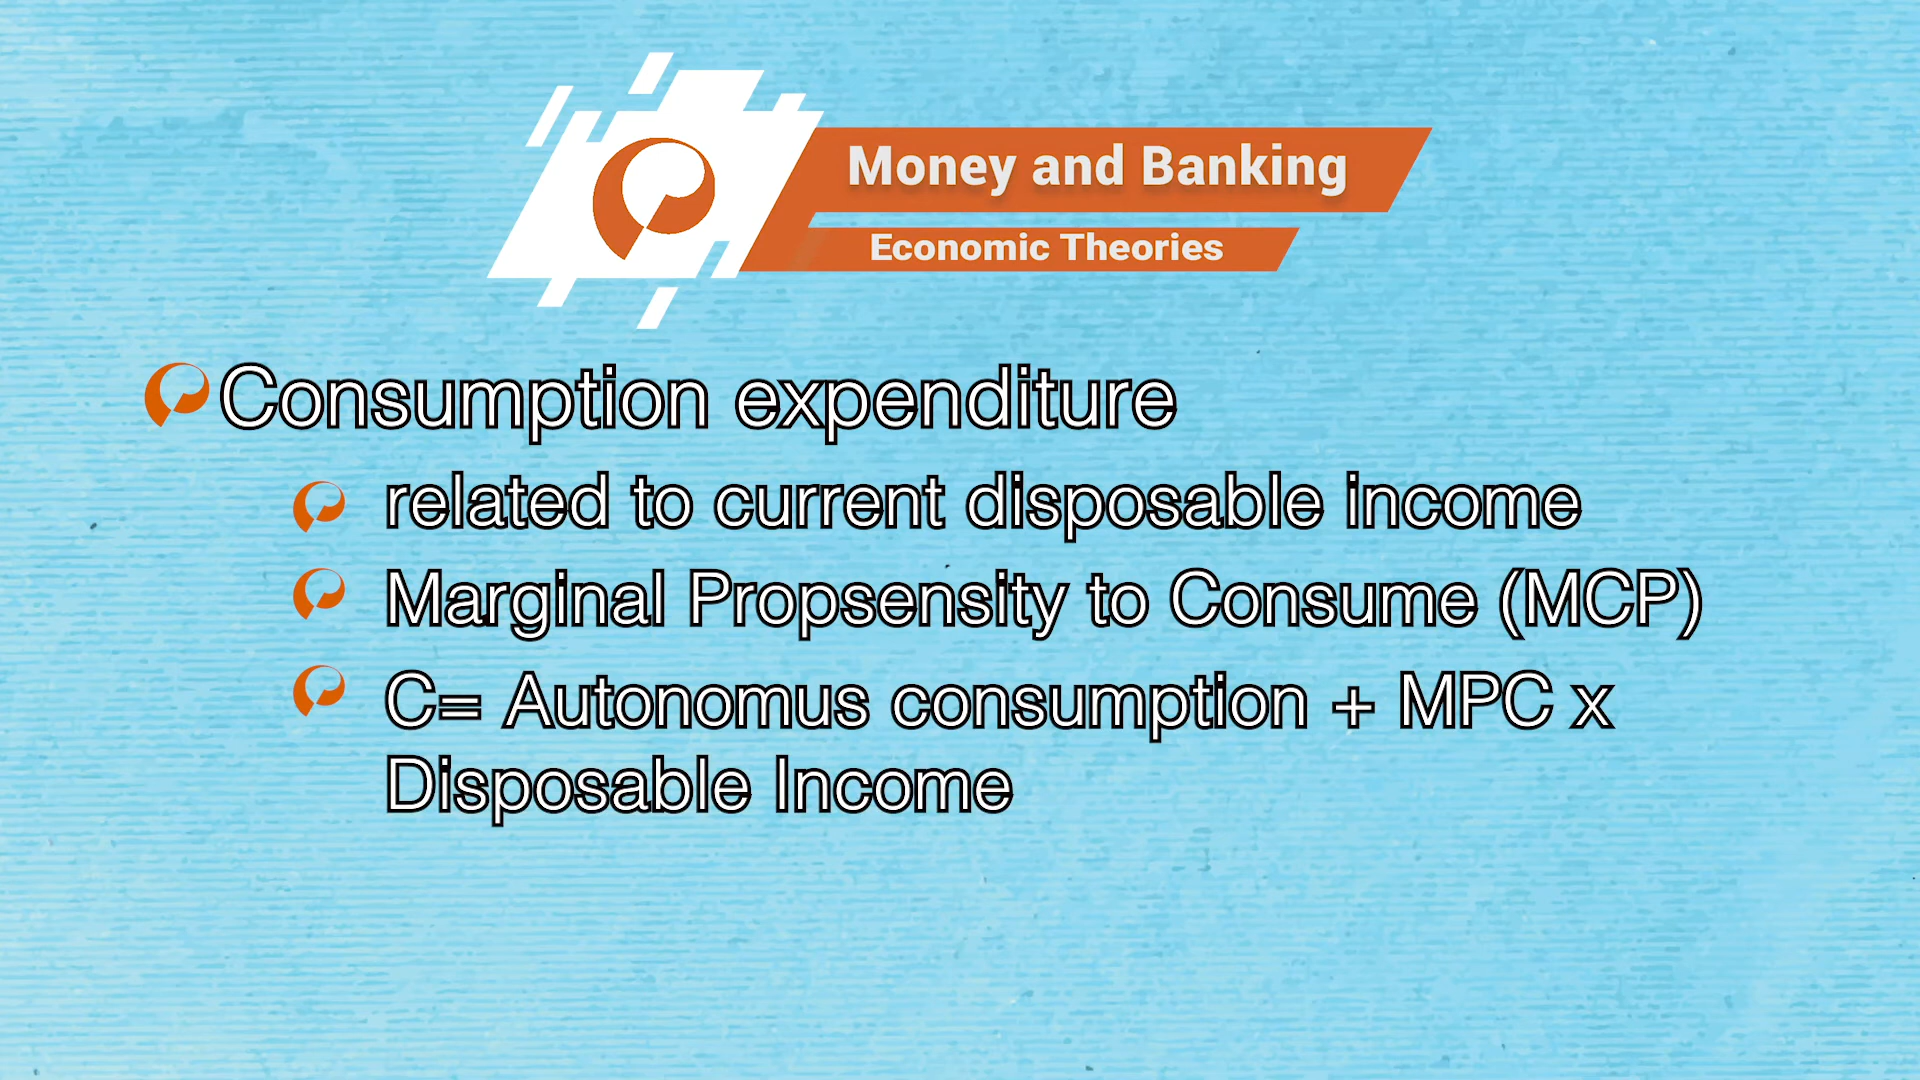 Money and Banking
Economic Theories
Consumption expenditure
related to current disposable income
Marginal Propsensity to Consume (MCP)
C= Autonomus consumption + MPC x
Disposable Income